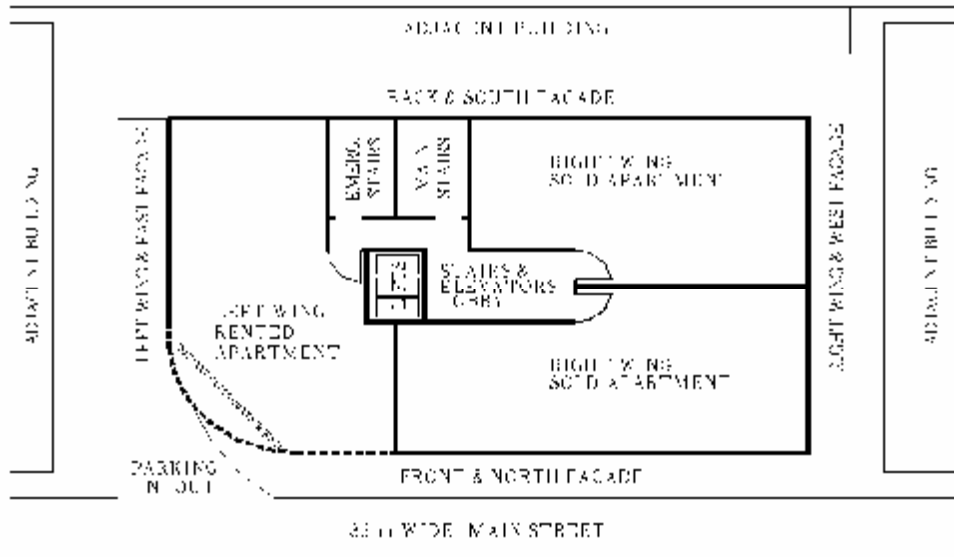 ADJACENT BUILDING
BACK & SOUTH FACADE
EMERG.
STAIRS
MAIN
STAIRS
RIGHT WING
SOLD APARTMENT
ADJACENT BUILDING
LEFT WING & EAST FACADE
RIGHT WING & WEST FACADE
ADJACENT BUILDING
STAIRS &
ELEVATORS
LOBBY
LEFT WING
RENTED
APARTMENT
RIGHT WING
SOLD APARTMENT
PARKING
IN OUT
FRONT & NORTH FACADE
WIDE MAIN STREET